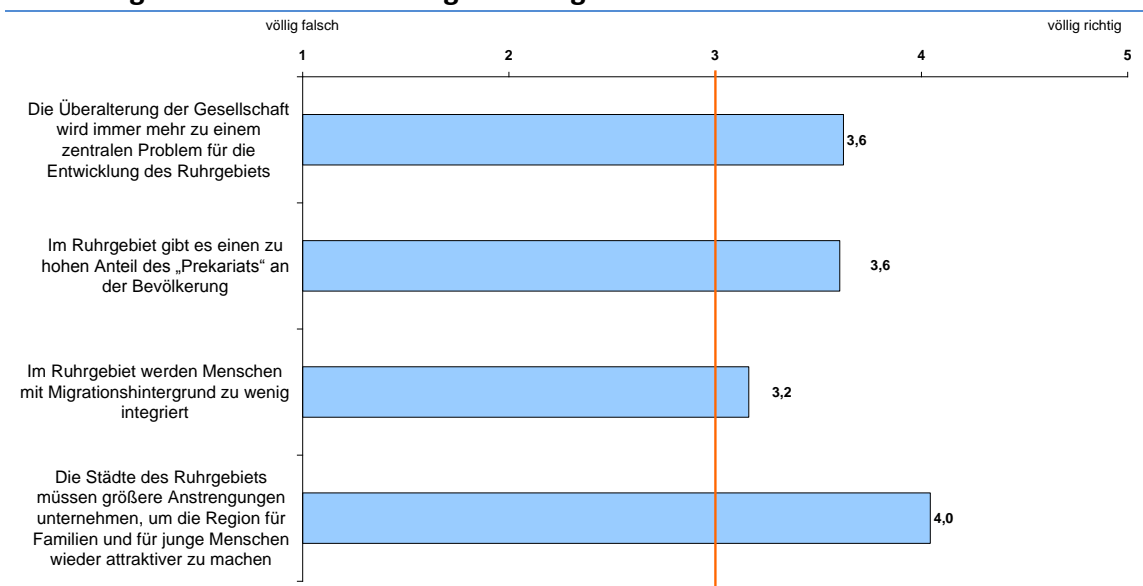 völlig falsch völlig richtig
1 2 3 4 5
Die Überalterung der Gesellschaft
wird immer mehr zu einem
zentralen Problem für die
Entwicklung des Ruhrgebiets
3,6
Im Ruhrgebiet gibt es einen zu
hohen Anteil des „Prekariats“ an
der Bevölkerung
3,6
Im Ruhrgebiet werden Menschen
mit Migrationshintergrund zu wenig
integriert
3,2
Die Städte des Ruhrgebiets
müssen größere Anstrengungen
unternehmen, um die Region für
Familien und für junge Menschen
wieder attraktiver zu machen
4,0